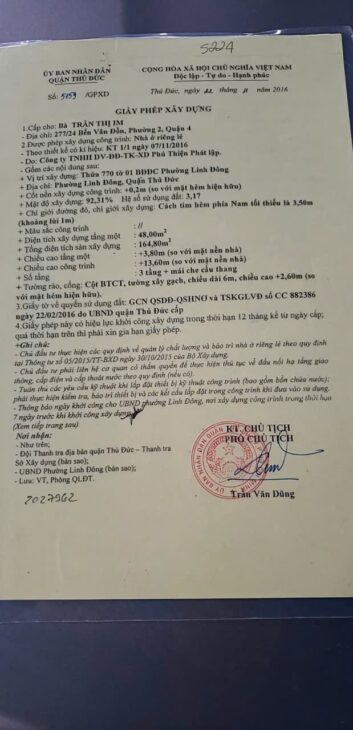 5224
ỦY BAN NHÂN DÂN
QUẬN THỦ ĐỨC
CỘNG HÒA XÃ HỘI CHỦ NGHĨA VIỆT NAM
Độc lập - Tự do - Hạnh phúc
Số: 5153 /GPXD
Thủ Đức, ngày 22 tháng 11 năm 2016
GIẤY PHÉP XÂY DỰNG
1.Cấp cho: Bà TRẦN THỊ IM
- Địa chỉ: 277/24 Bến Vân Đồn, Phường 2, Quận 4
2.Được phép xây dựng công trình: Nhà ở riêng lẻ
- Theo thiết kế có kí hiệu: KT 1/1 ngày 07/11/2016
- Do: Công ty TNHH DV-ĐĐ-TK-XD Phú Thiện Phát lập.
- Gồm các nội dung sau:
+ Vị trí xây dựng: Thửa 770 tờ 01 BĐĐC Phường Linh Đông
+ Địa chỉ: Phường Linh Đông, Quận Thủ Đức
+ Cốt nền xây dựng công trình: +0,2m (so với mặt hẻm hiện hữu)
+ Mật độ xây dựng: 92,31% Hệ số sử dụng đất: 3,17
+ Chỉ giới đường đỏ, chỉ giới xây dựng: Cách tim hẻm phía Nam tối thiểu là 3,50m
(khoảng lùi 1m)
+ Màu sắc công trình : //
+ Diện tích xây dựng tầng một : 48,00m²
+ Tổng diện tích sàn xây dựng : 164,80m²
+ Chiều cao tầng một : +3,80m (so với mặt nền nhà)
+ Chiều cao công trình : +13,60m (so với mặt nền nhà)
+ Số tầng : 3 tầng + mái che cầu thang
+ Tường rào, cổng: Cột BTCT, tường xây gạch, chiều dài 6m, chiều cao +2,60m (so
với mặt hẻm hiện hữu).
3.Giấy tờ về quyền sử dụng đất: GCN QSDĐ-QSHNƠ và TSKGLVĐ số CC 882386
ngày 22/02/2016 do UBND quận Thủ Đức cấp
4.Giấy phép này có hiệu lực khởi công xây dựng trong thời hạn 12 tháng kể từ ngày cấp;
quá thời hạn trên thì phải xin gia hạn giấy phép.
*Ghi chú:
- Chủ đầu tư thực hiện các quy định về quản lý chất lượng và bảo trì nhà ở riêng lẻ theo quy định
tại Thông tư số 05/2015/TT-BXD ngày 30/10/2015 của Bộ Xây dựng.
- Chủ đầu tư phải liên hệ cơ quan có thẩm quyền để thực hiện thủ tục về đấu nối hạ tầng giao
thông, cấp điện và cấp thoát nước theo quy định (nếu có).
- Tuân thủ các yêu cầu kỹ thuật khi lắp đặt thiết bị kỹ thuật công trình (bao gồm bồn chứa nước);
phải thực hiện kiểm tra, bảo trì thiết bị và các kết cấu lắp đặt trong công trình khi đưa vào sử dụng.
- Thông báo ngày khởi công cho UBND phường Linh Đông, nơi xây dựng công trình trong thời hạn
7 ngày trước khi khởi công xây dựng.
(Xem tiếp trang sau)
Nơi nhận:
- Như trên;
- Đội Thanh tra địa bàn quận Thủ Đức – Thanh tra
Sở Xây dựng (bản sao);
- UBND Phường Linh Đông (bản sao);
- Lưu: VT, Phòng QLĐT.
KT. CHỦ TỊCH
PHÓ CHỦ TỊCH
Trần Văn Dũng
2027962